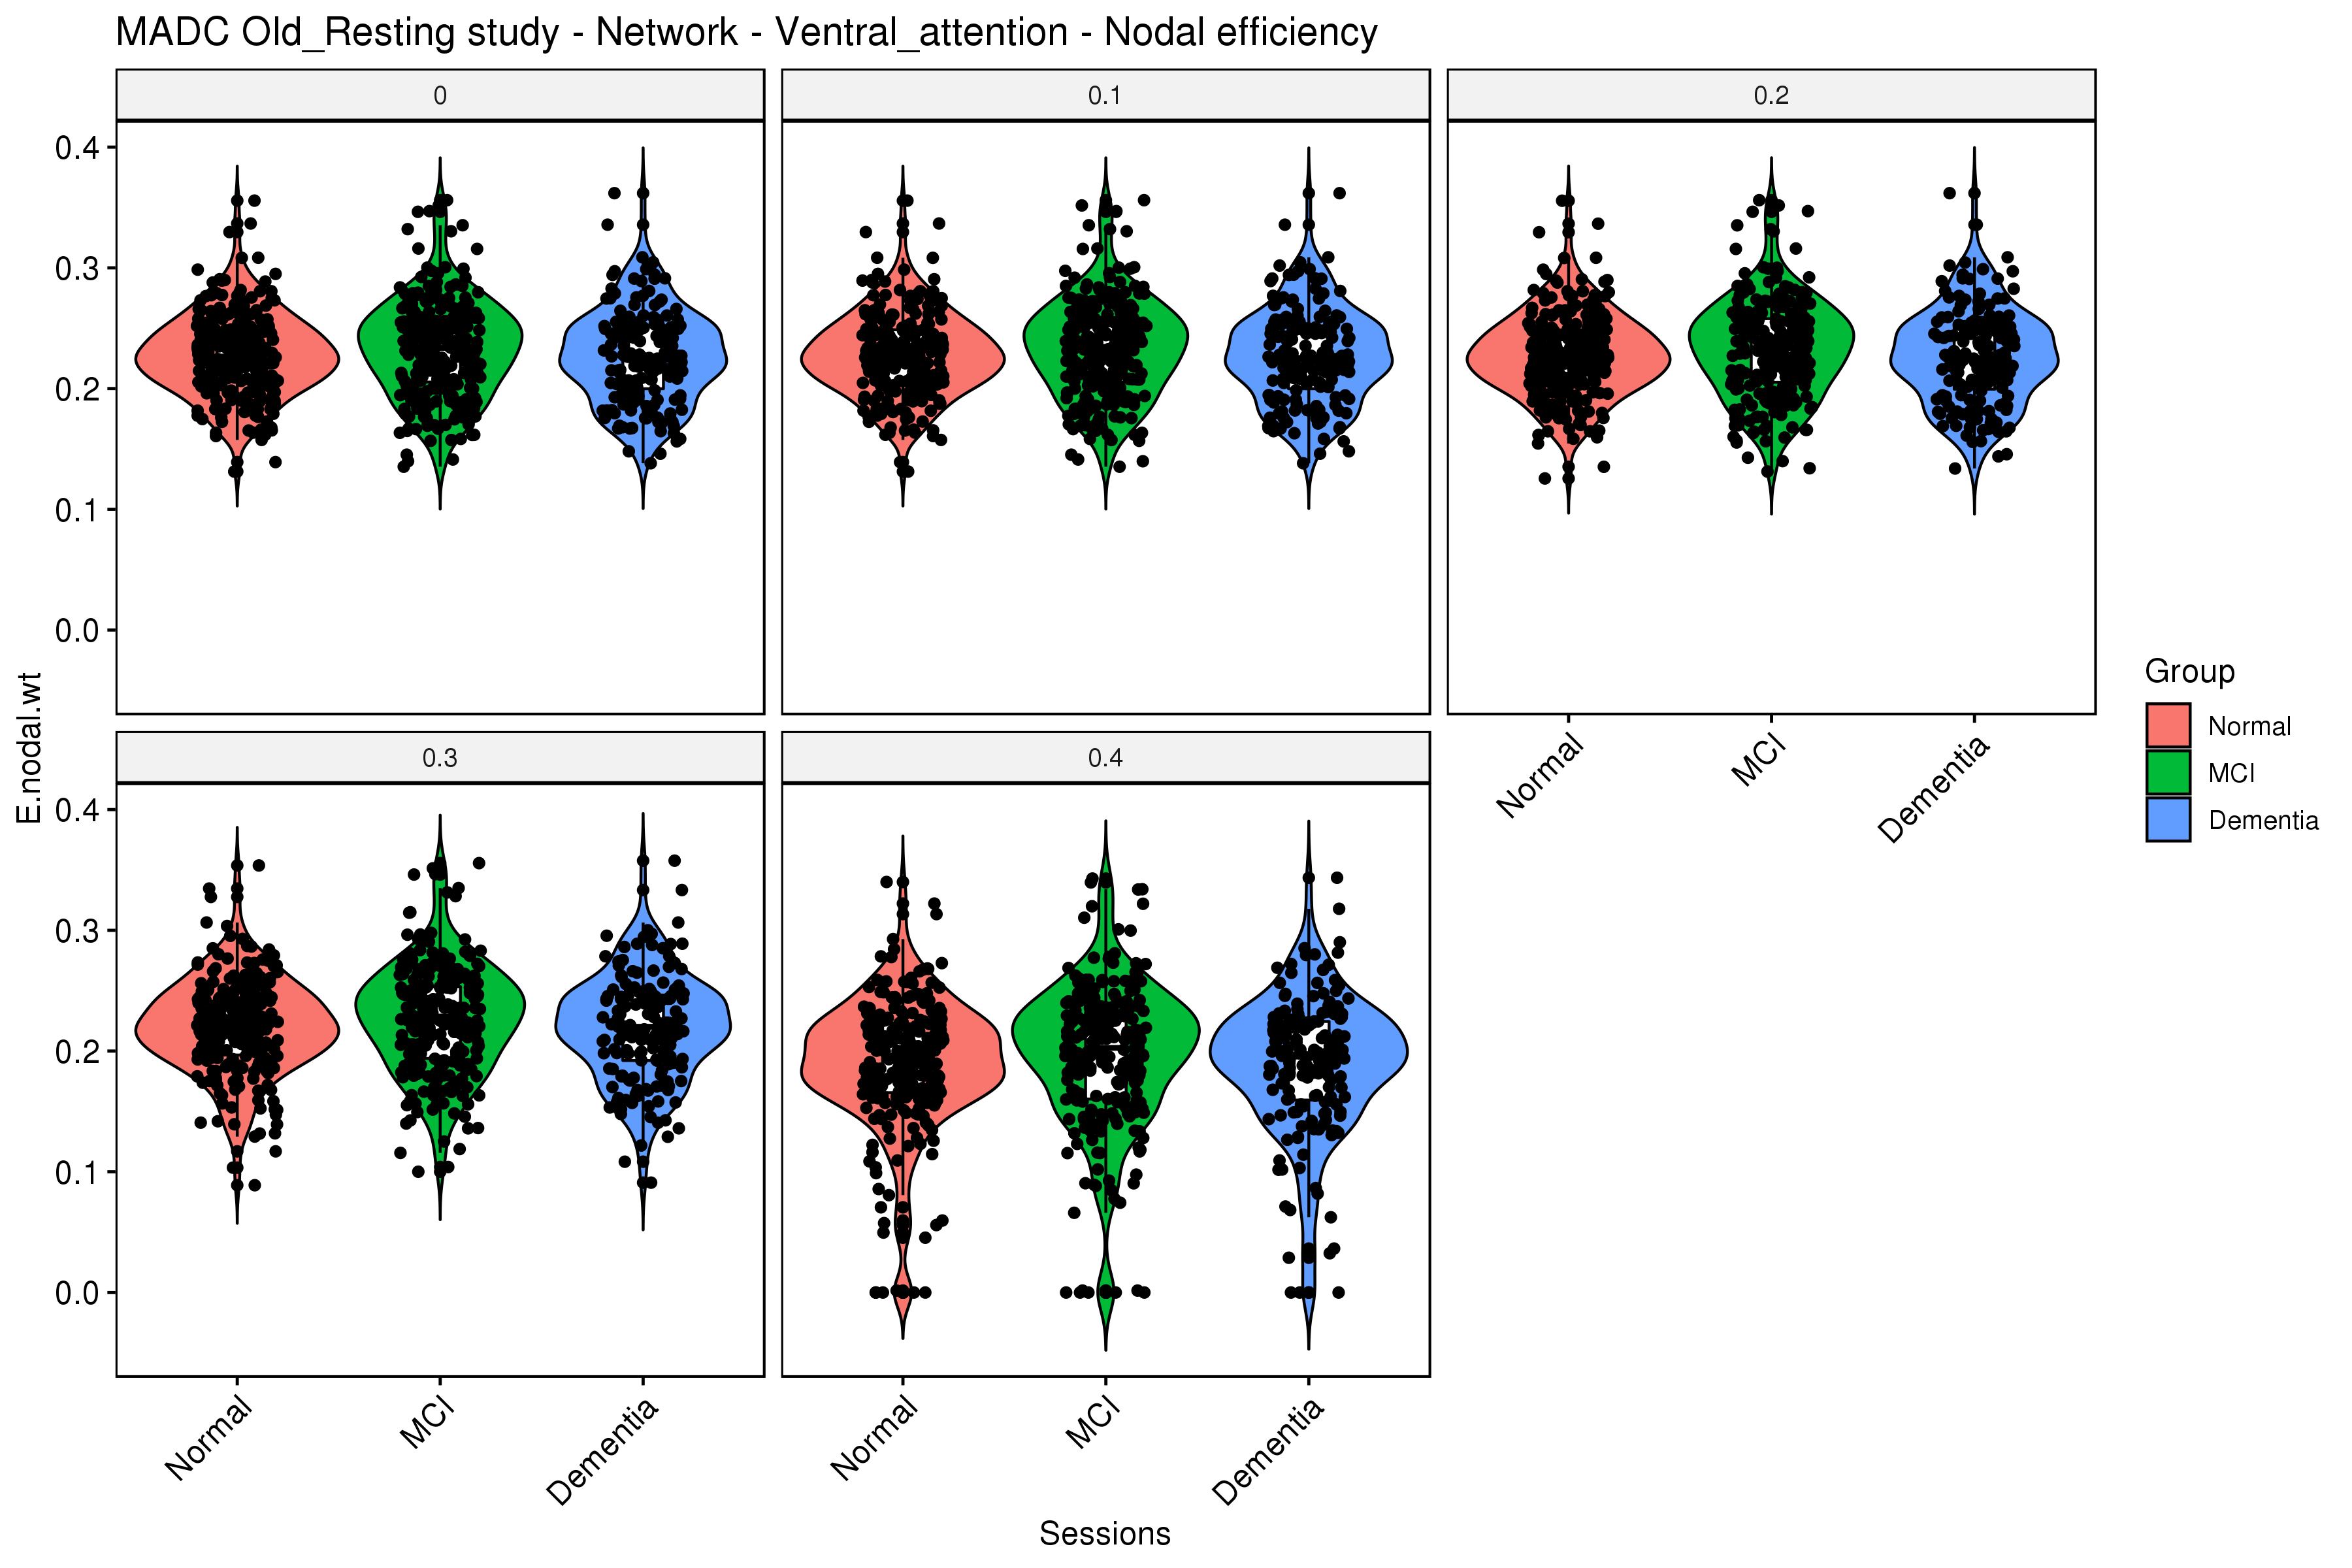 MADC Old_Resting study - Network - Ventral_attention - Nodal efficiency
0
0.1
0.2
0.4
0.3
0.2
0.1
0.0
E.nodal.wt
Normal
MCI
Dementia
Group
Normal
MCI
Dementia
0.3
0.4
0.4
0.3
0.2
0.1
0.0
Normal
MCI
Dementia
Normal
MCI
Dementia
Sessions